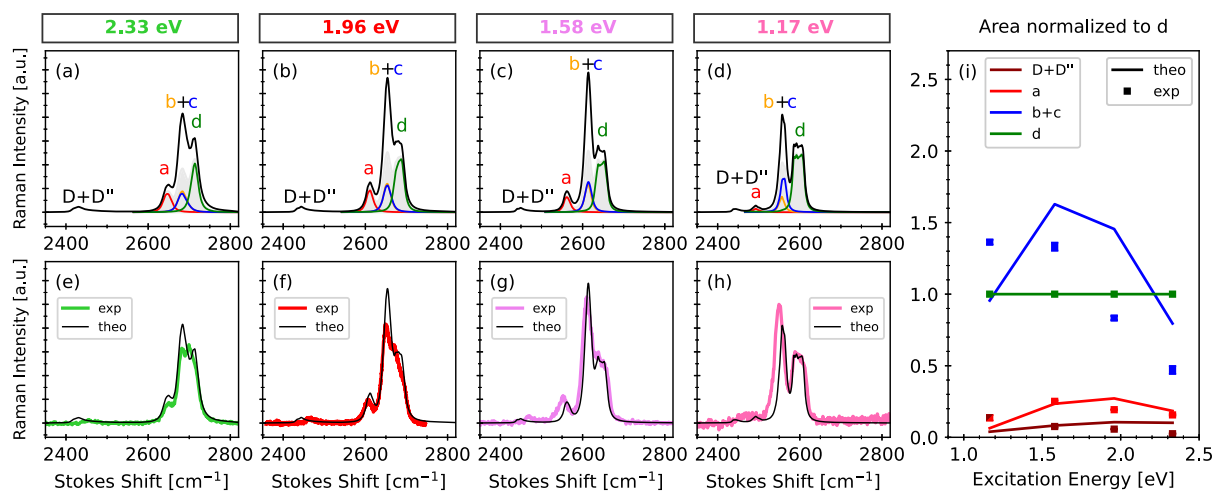 2.33 eV
1.96 eV
1.58 eV
1.17 eV
Area normalized to d
Raman Intensity [a.u.]
(a)
b+c
d
a
D+D"
2400 2600 2800
(b)
b+c
d
a
D+D"
2400 2600 2800
(c)
b+c
d
a
D+D"
2400 2600 2800
(d)
b+c
d
D+D"
a
2400 2600 2800
Raman Intensity [a.u.]
(e)
exp
theo
2400 2600 2800
Stokes Shift [cm⁻¹]
(f)
exp
theo
2400 2600 2800
Stokes Shift [cm⁻¹]
(g)
exp
theo
2400 2600 2800
Stokes Shift [cm⁻¹]
(h)
exp
theo
2400 2600 2800
Stokes Shift [cm⁻¹]
(i)
D+D"
a
b+c
d
theo
exp
2.5
2.0
1.5
1.0
0.5
0.0
1.0 1.5 2.0 2.5
Excitation Energy [eV]